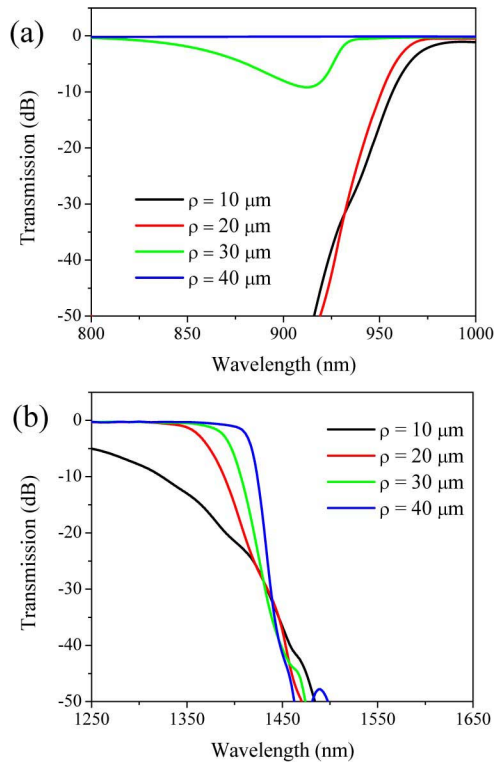 (a)
0
-10
-20
-30
-40
-50
Transmission (dB)
ρ = 10 μm
ρ = 20 μm
ρ = 30 μm
ρ = 40 μm
800 850 900 950 1000
Wavelength (nm)
(b)
0
-10
-20
-30
-40
-50
Transmission (dB)
ρ = 10 μm
ρ = 20 μm
ρ = 30 μm
ρ = 40 μm
1250 1350 1450 1550 1650
Wavelength (nm)